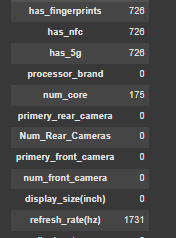 has_fingerprints 726
has_nfc 726
has_5g 726
processor_brand 0
num_core 175
primery_rear_camera 0
Num_Rear_Cameras 0
primery_front_camera 0
num_front_camera 0
display_size(inch) 0
refresh_rate(hz) 1731